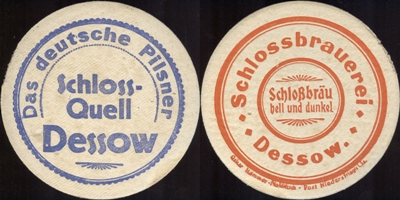 Das deutsche Pilsner
Schloss-
Quell
Dessow
Schlossbrauerei
Schloßbräu
hell und dunkel
Dessow